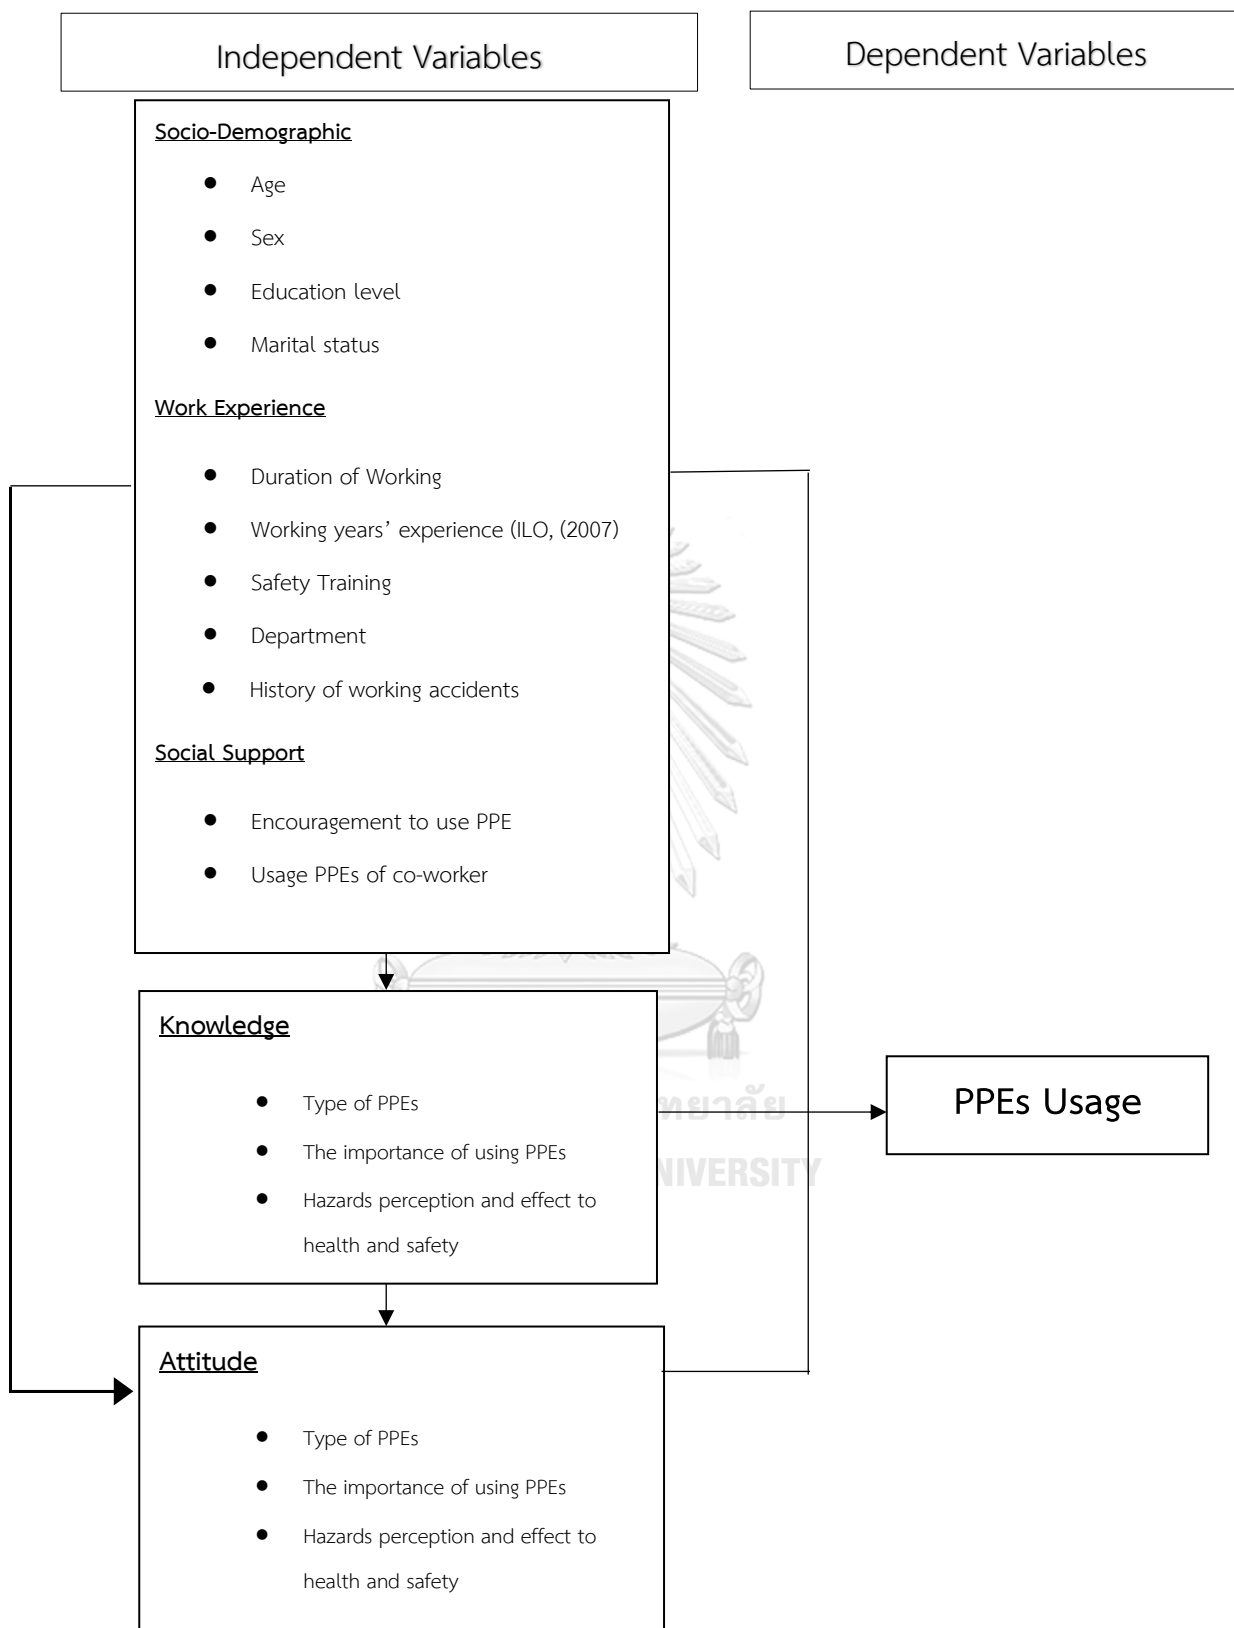 Independent Variables
Dependent Variables
Socio-Demographic
● Age
● Sex
● Education level
● Marital status
Work Experience
● Duration of Working
● Working years’ experience (ILO, (2007)
● Safety Training
● Department
● History of working accidents
Social Support
● Encouragement to use PPE
● Usage PPEs of co-worker
Knowledge
● Type of PPEs
● The importance of using PPEs
● Hazards perception and effect to
health and safety
PPEs Usage
Attitude
● Type of PPEs
● The importance of using PPEs
● Hazards perception and effect to
health and safety